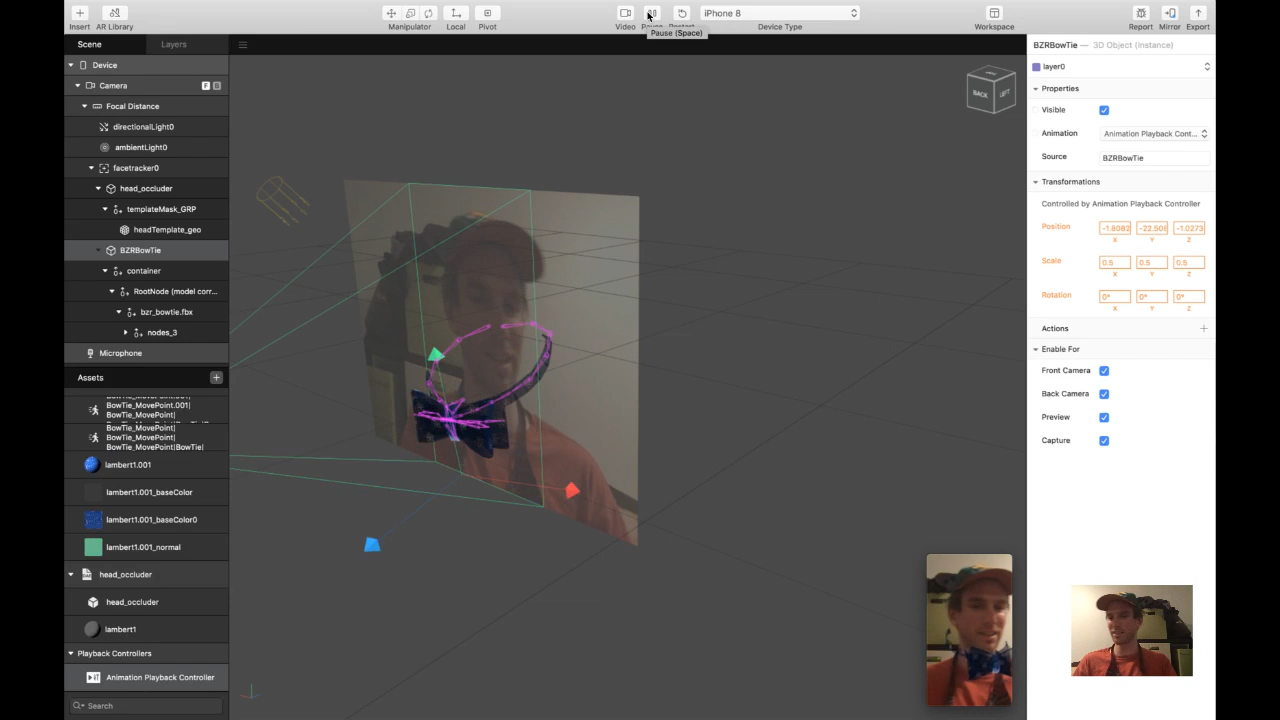 Insert
AR Library
Manipulator
Local
Pivot
Video
Pause
Restart
iPhone 8
Device Type
Workspace
Report
Mirror
Export
Pause (Space)
Scene
Layers
Device
Camera
F
B
Focal Distance
directionalLight0
ambientLight0
facetracker0
head_occluder
templateMask_GRP
headTemplate_geo
BZRBowTie
container
RootNode (model corr...
bzr_bowtie.fbx
nodes_3
Microphone
Assets
BowTie_MovePoint.001|
BowTie_MovePoint|
BowTie_MovePoint|
BowTie_MovePoint|
BowTie_MovePoint|BowTie|
lambert1.001
lambert1.001_baseColor
lambert1.001_baseColor0
lambert1.001_normal
head_occluder
head_occluder
lambert1
Playback Controllers
Animation Playback Controller
Search
BACK
LEFT
BZRBowTie — 3D Object (Instance)
layer0
Properties
Visible
Animation
Animation Playback Cont...
Source
BZRBowTie
Transformations
Controlled by Animation Playback Controller
Position
-1.8082
-22.508
-1.0273
X
Y
Z
Scale
0.5
0.5
0.5
X
Y
Z
Rotation
0°
0°
0°
X
Y
Z
Actions
Enable For
Front Camera
Back Camera
Preview
Capture